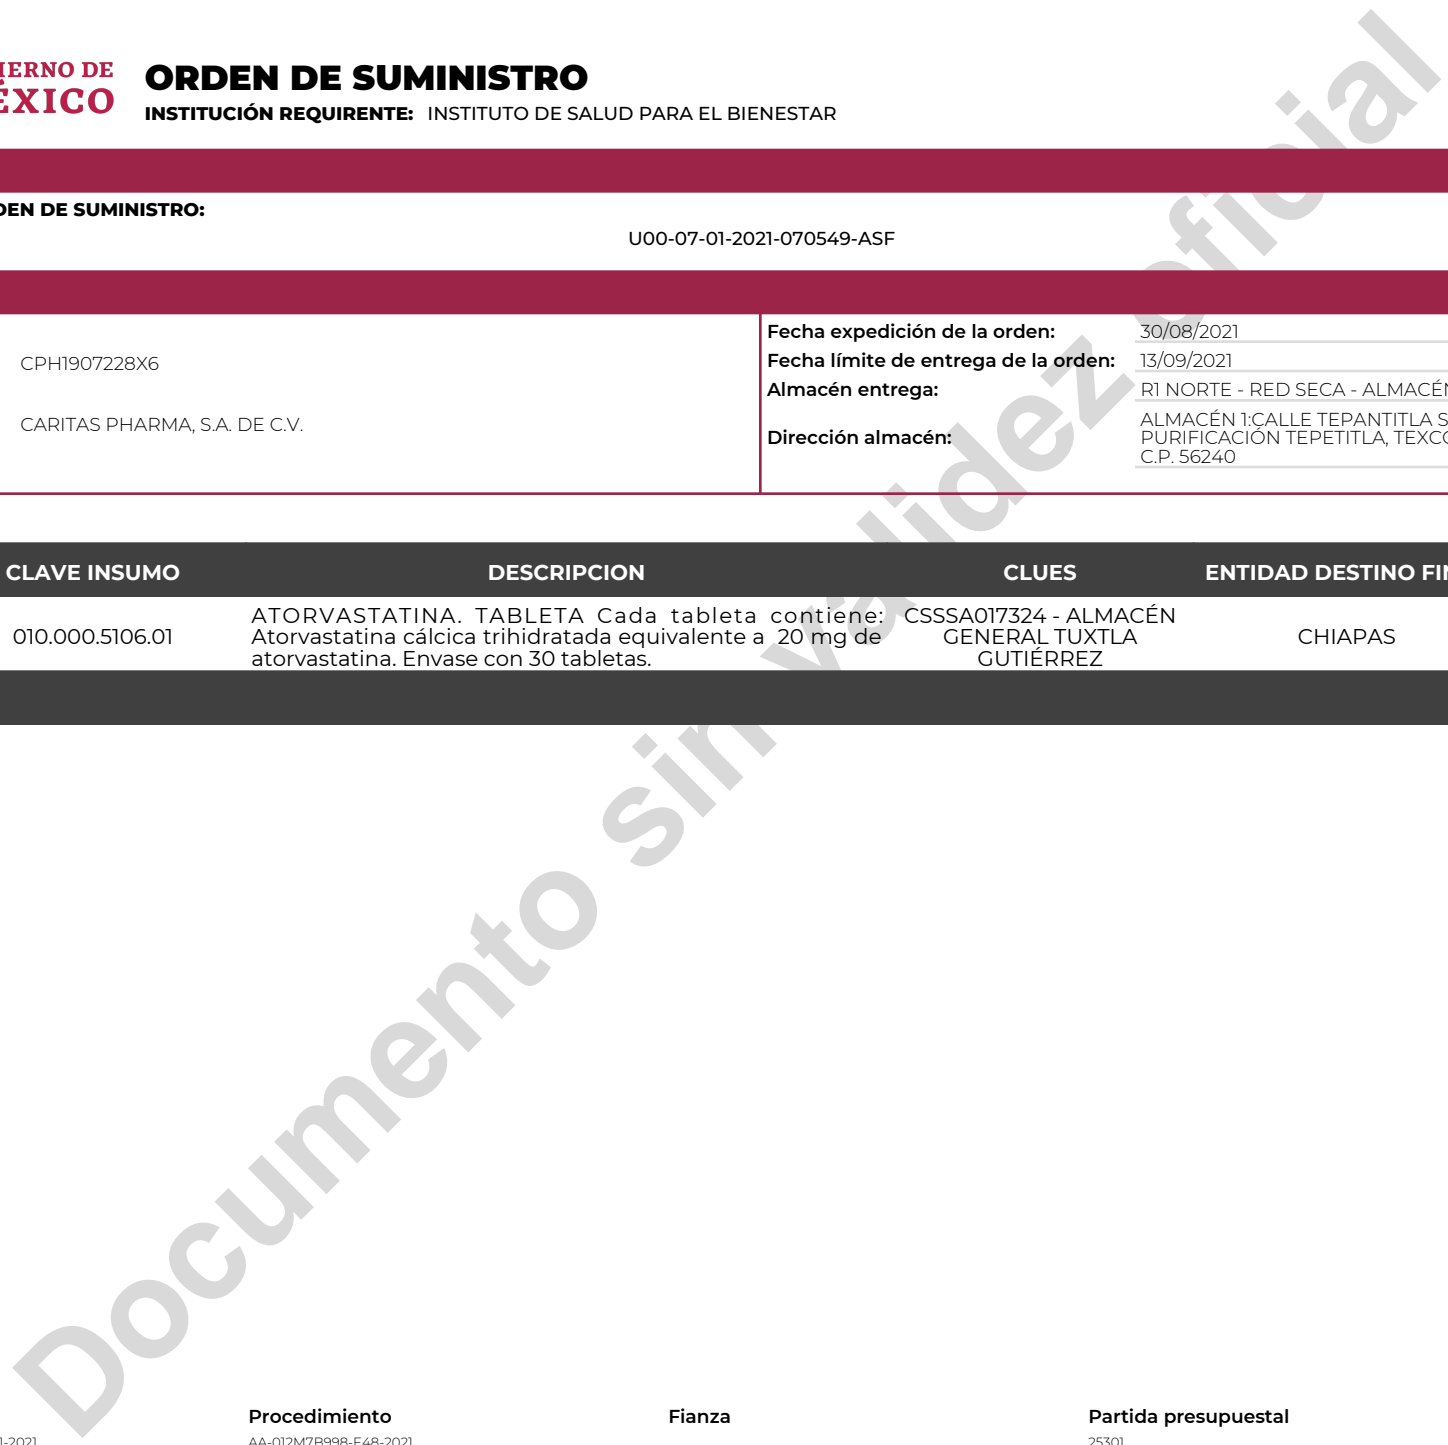 IERNO DE
ÉXICO
ORDEN DE SUMINISTRO
INSTITUCIÓN REQUIRENTE: INSTITUTO DE SALUD PARA EL BIENESTAR
DEN DE SUMINISTRO:
U00-07-01-2021-070549-ASF
CPH1907228X6
CARITAS PHARMA, S.A. DE C.V.
Fecha expedición de la orden: 30/08/2021
Fecha límite de entrega de la orden: 13/09/2021
Almacén entrega: R1 NORTE - RED SECA - ALMACÉN
Dirección almacén: ALMACÉN 1:CALLE TEPANTITLA S
PURIFICACIÓN TEPETITLA, TEXCO
C.P. 56240
CLAVE INSUMO DESCRIPCION CLUES ENTIDAD DESTINO FIN
010.000.5106.01
ATORVASTATINA. TABLETA Cada tableta contiene:
Atorvastatina cálcica trihidratada equivalente a 20 mg de
atorvastatina. Envase con 30 tabletas.
CSSSA017324 - ALMACÉN
GENERAL TUXTLA
GUTIÉRREZ
CHIAPAS
Documento sin validez oficial
Procedimiento Fianza Partida presupuestal
1-2021 AA-012M7B998-E48-2021 25301